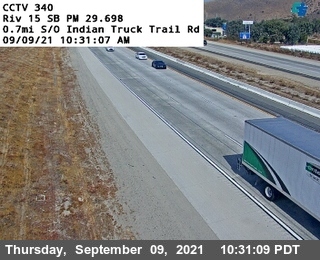 CCTV 340
Riv 15 SB PM 29.698
0.7mi S/O Indian Truck Trail Rd
09/09/21 10:31:07 AM
Thursday, September 09, 2021 10:31:09 PDT